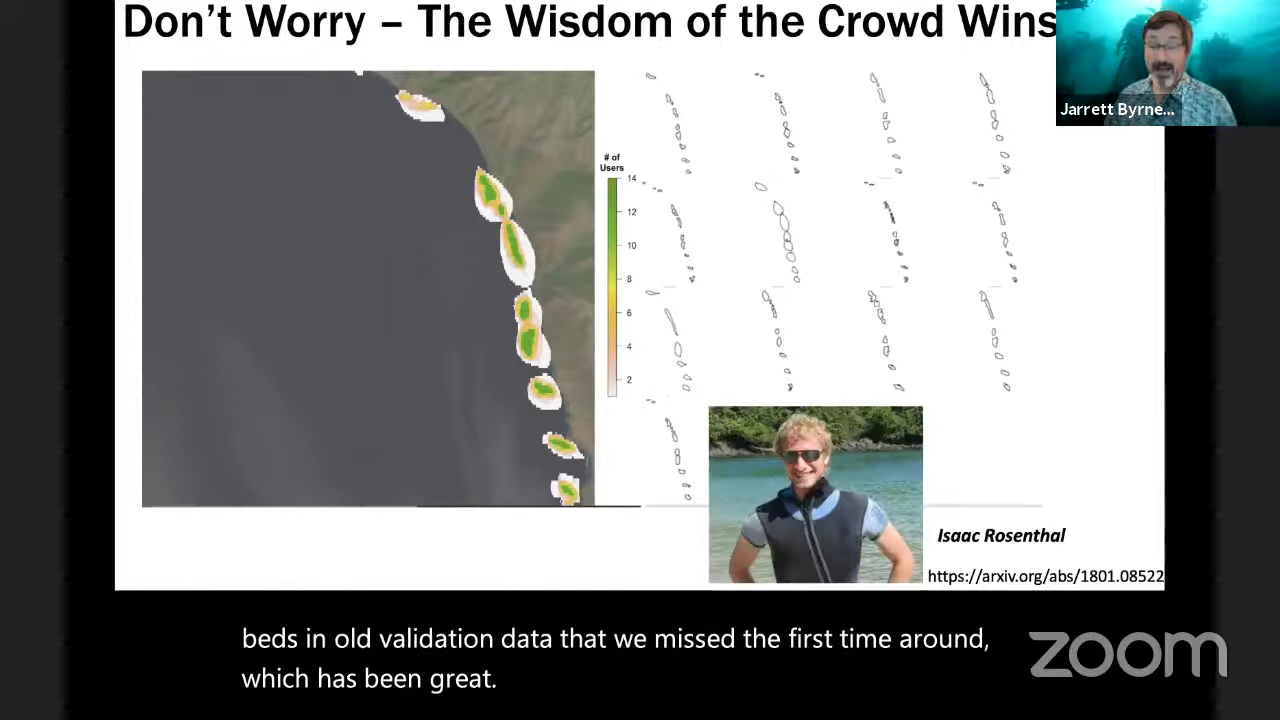 Don't Worry – The Wisdom of the Crowd Wins
Jarrett Byrne...
# of
Users
14
12
10
8
6
4
2
Isaac Rosenthal
https://arxiv.org/abs/1801.08522
beds in old validation data that we missed the first time around,
which has been great.
zoom